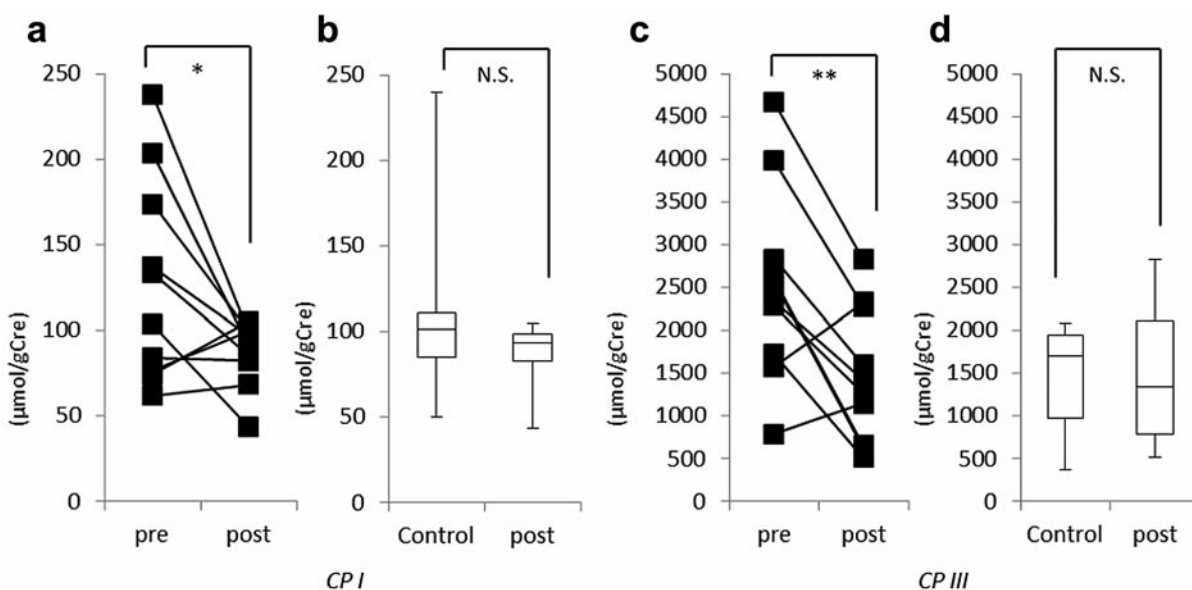 a
*
250
200
150
100
50
0
(µmol/gCre)
pre
post
b
N.S.
250
200
150
100
50
0
(µmol/gCre)
Control
post
CP I
c
**
5000
4500
4000
3500
3000
2500
2000
1500
1000
500
0
(µmol/gCre)
pre
post
d
N.S.
5000
4500
4000
3500
3000
2500
2000
1500
1000
500
0
(µmol/gCre)
Control
post
CP III